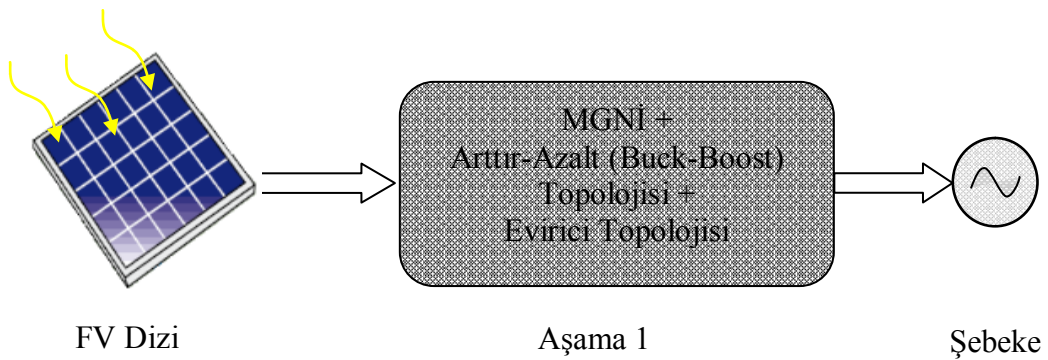 MGNİ +
Arttır-Azalt (Buck-Boost)
Topolojisi +
Evirici Topolojisi
FV Dizi
Aşama 1
Şebeke